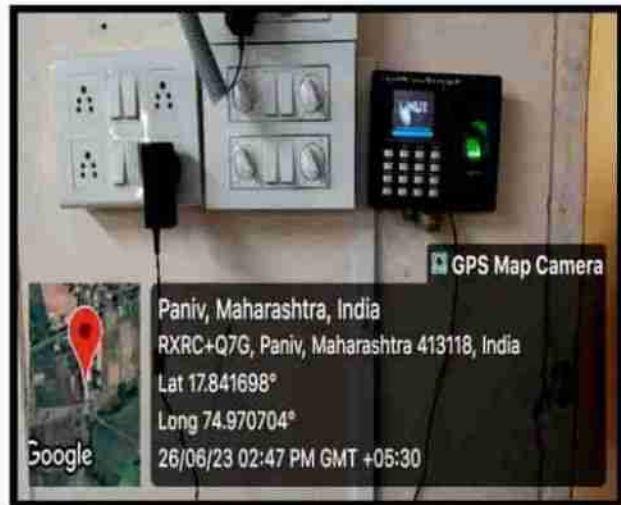 GPS Map Camera
Paniv, Maharashtra, India
RXRC+Q7G, Paniv, Maharashtra 413118, India
Lat 17.841698°
Long 74.970704°
26/06/23 02:47 PM GMT +05:30
Google